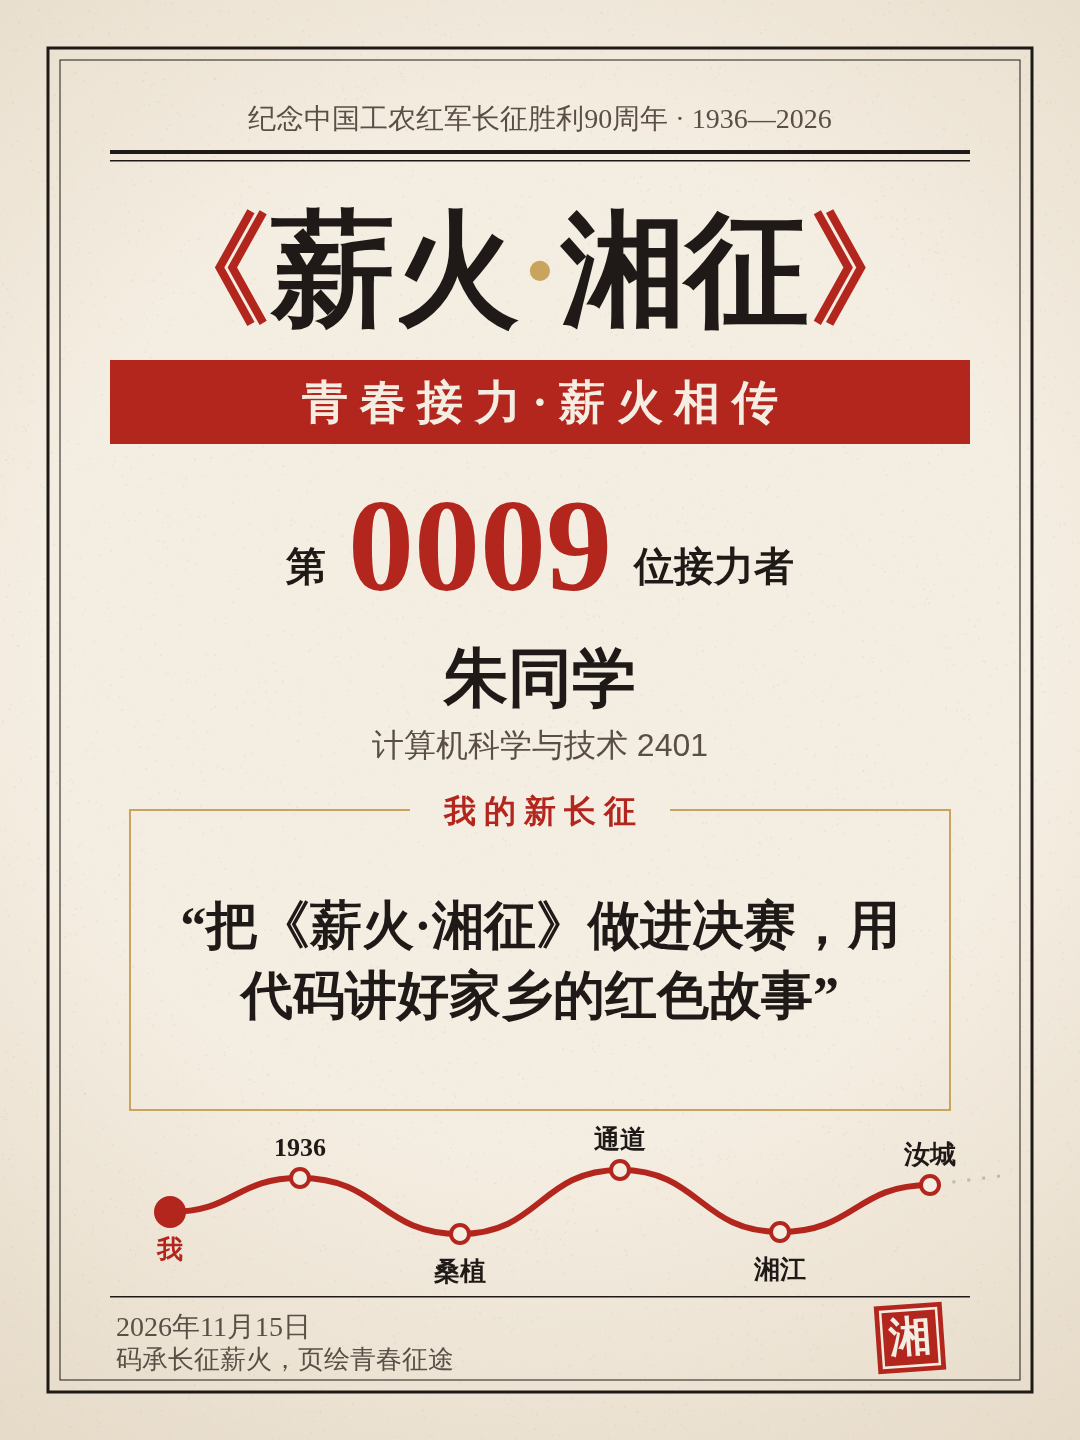 纪念中国工农红军长征胜利90周年 · 1936—2026
《薪火·湘征》
青春接力·薪火相传
第 0009 位接力者
朱同学
计算机科学与技术 2401
我的新长征
“把《薪火·湘征》做进决赛，用
代码讲好家乡的红色故事”
我
1936
桑植
通道
湘江
汝城
2026年11月15日
码承长征薪火，页绘青春征途
湘